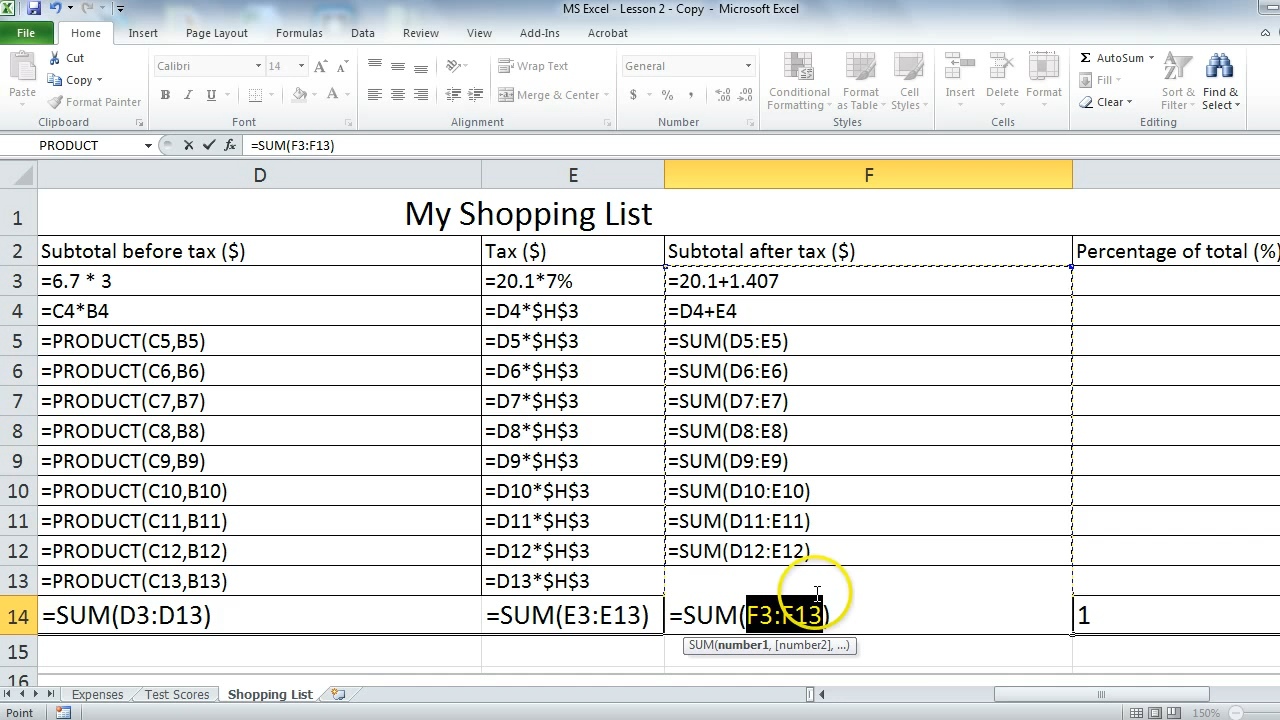 MS Excel - Lesson 2 - Copy - Microsoft Excel
File Home Insert Page Layout Formulas Data Review View Add-Ins Acrobat
Paste Cut Copy Format Painter
Calibri 14 A A Wrap Text General Conditional Formatting Format as Table Cell Styles Insert Delete Format Σ AutoSum Fill Clear Sort & Filter Find & Select
B I U A Merge & Center $ % , .00 .0
Clipboard Font Alignment Number Styles Cells Editing
PRODUCT fx =SUM(F3:F13)
D E F
1 My Shopping List
2 Subtotal before tax ($) Tax ($) Subtotal after tax ($) Percentage of total (%)
3 =6.7 * 3 =20.1*7% =20.1+1.407
4 =C4*B4 =D4*$H$3 =D4+E4
5 =PRODUCT(C5,B5) =D5*$H$3 =SUM(D5:E5)
6 =PRODUCT(C6,B6) =D6*$H$3 =SUM(D6:E6)
7 =PRODUCT(C7,B7) =D7*$H$3 =SUM(D7:E7)
8 =PRODUCT(C8,B8) =D8*$H$3 =SUM(D8:E8)
9 =PRODUCT(C9,B9) =D9*$H$3 =SUM(D9:E9)
10 =PRODUCT(C10,B10) =D10*$H$3 =SUM(D10:E10)
11 =PRODUCT(C11,B11) =D11*$H$3 =SUM(D11:E11)
12 =PRODUCT(C12,B12) =D12*$H$3 =SUM(D12:E12)
13 =PRODUCT(C13,B13) =D13*$H$3
14 =SUM(D3:D13) =SUM(E3:E13) =SUM(F3:F13) 1
15 SUM(number1, [number2], ...)
16
Expenses Test Scores Shopping List
Point 150%